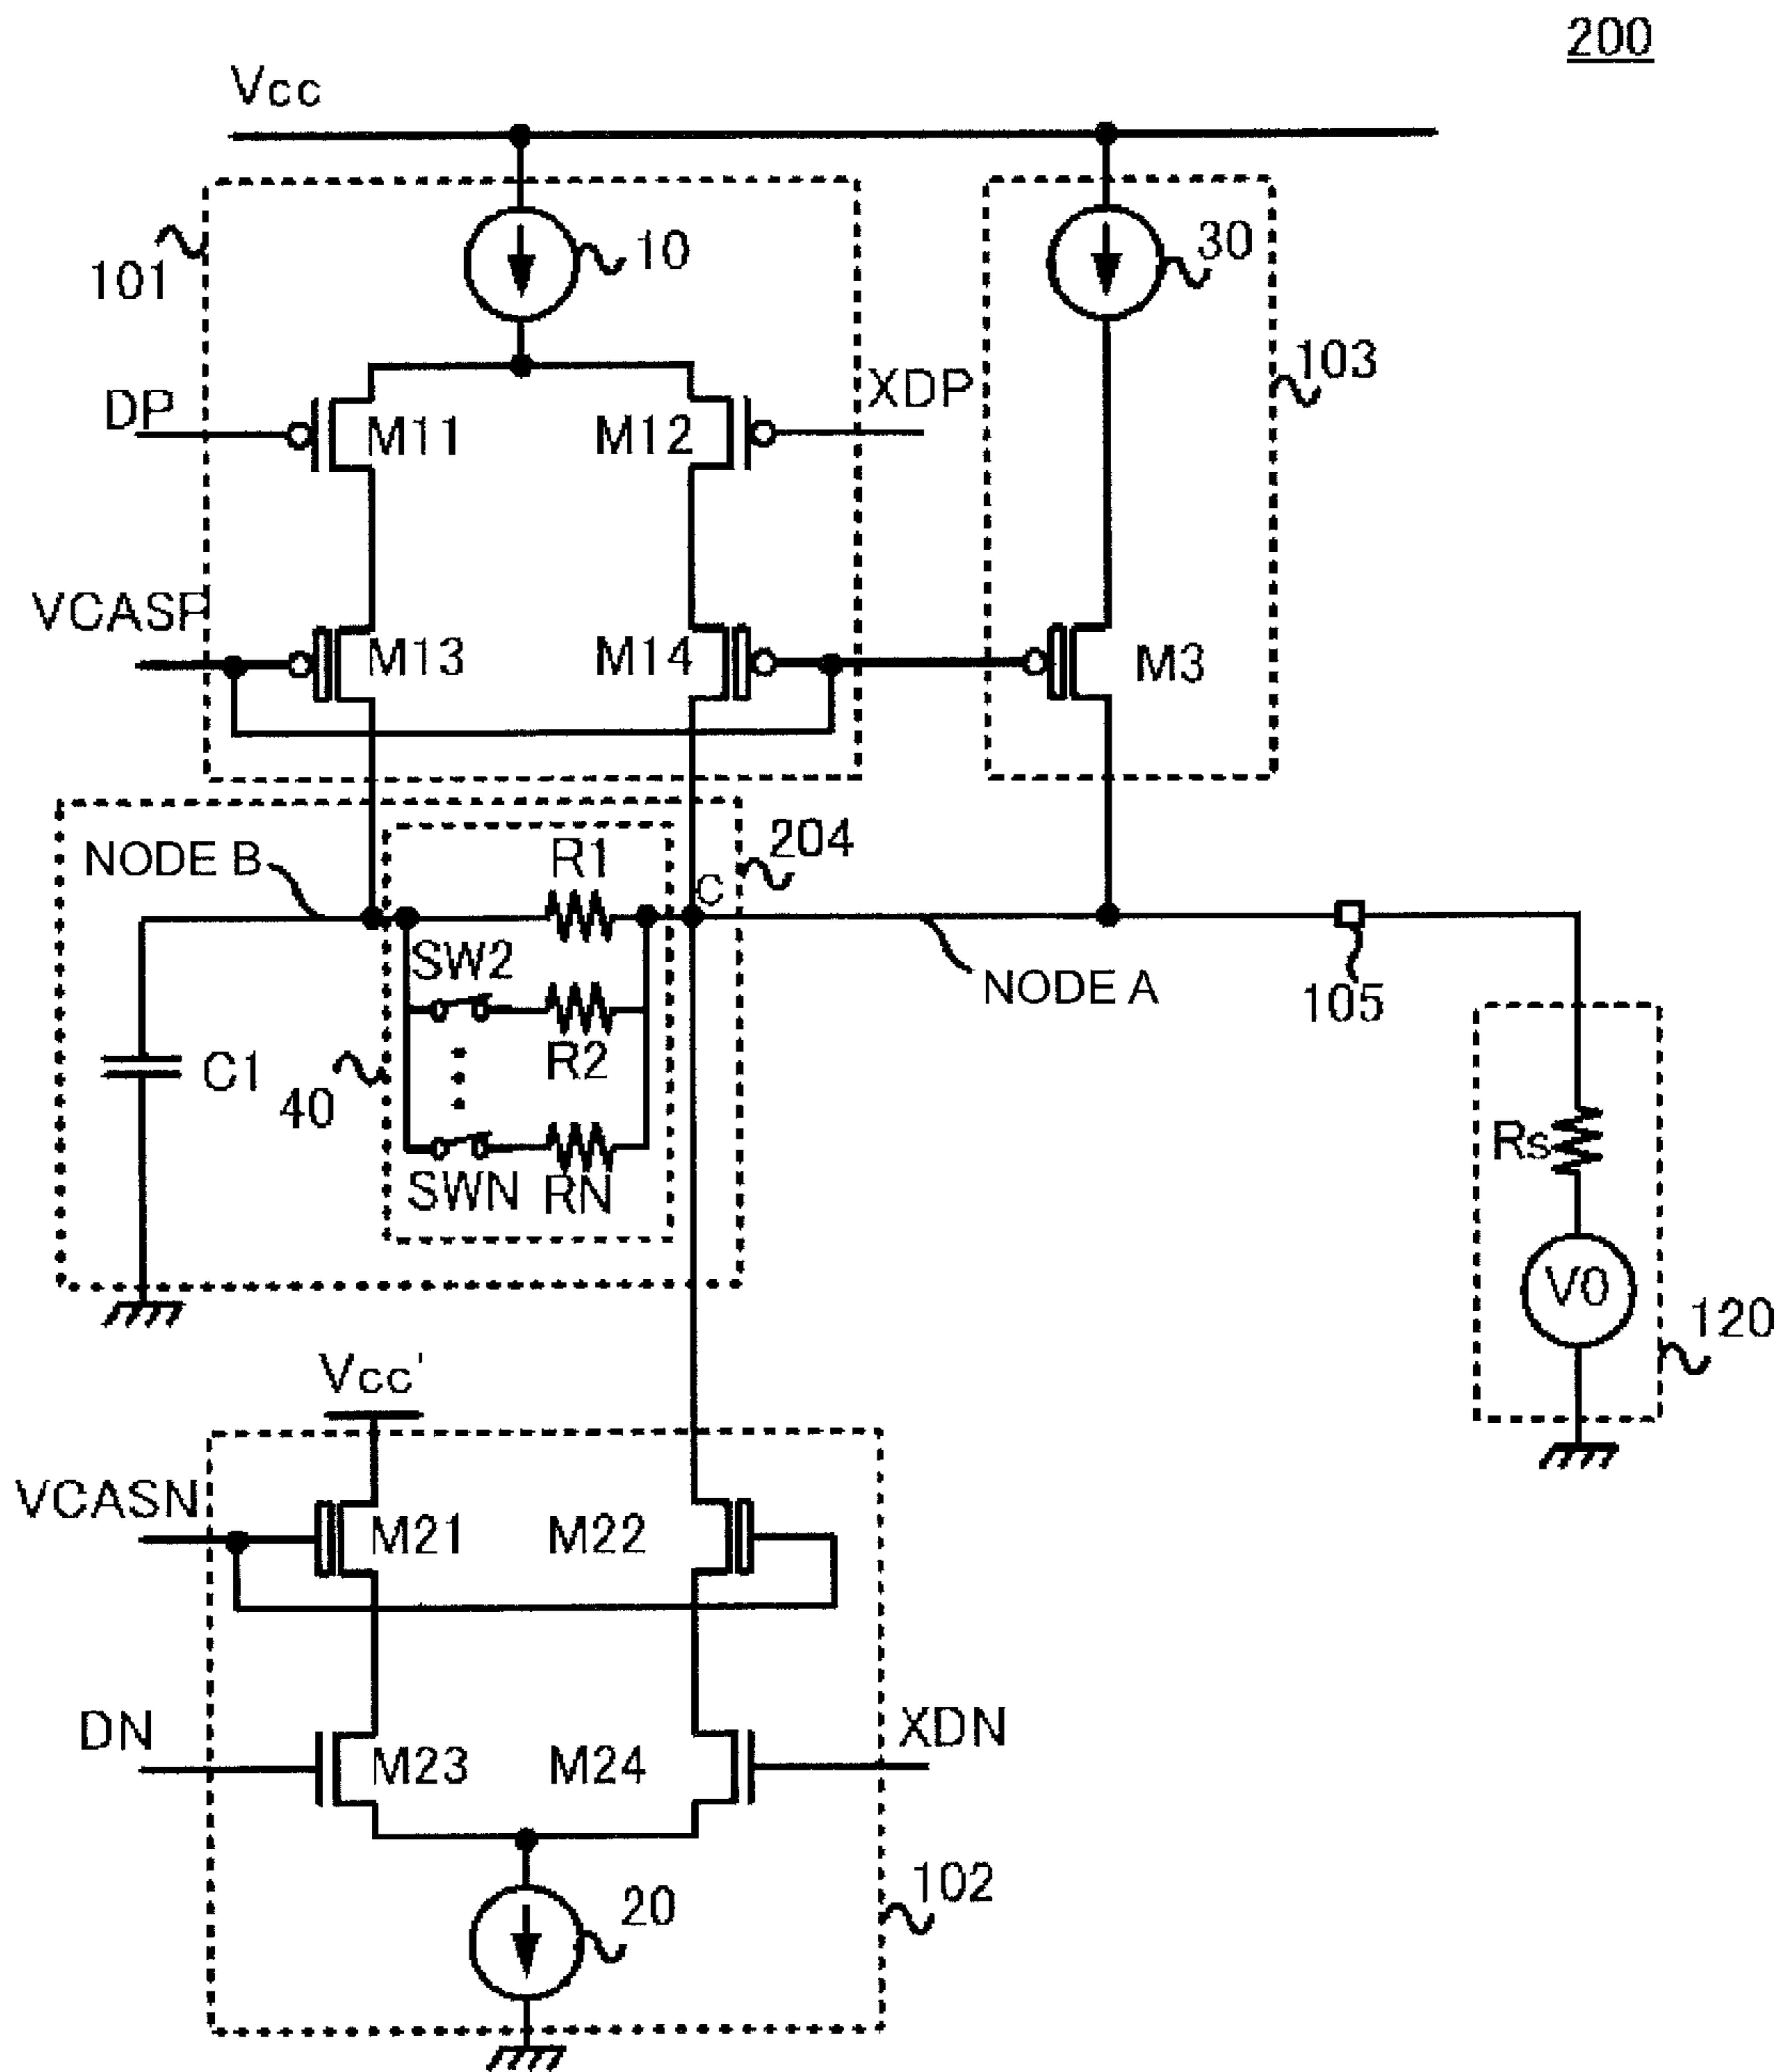 200
Vcc
101
10
30
103
DP
XDP
M11
M12
VCASP
M13
M14
M3
NODE B
R1
C
204
SW2
NODE A
105
C1
40
R2
SWN
RN
Rs
V0
120
Vcc'
VCASN
M21
M22
DN
XDN
M23
M24
20
102